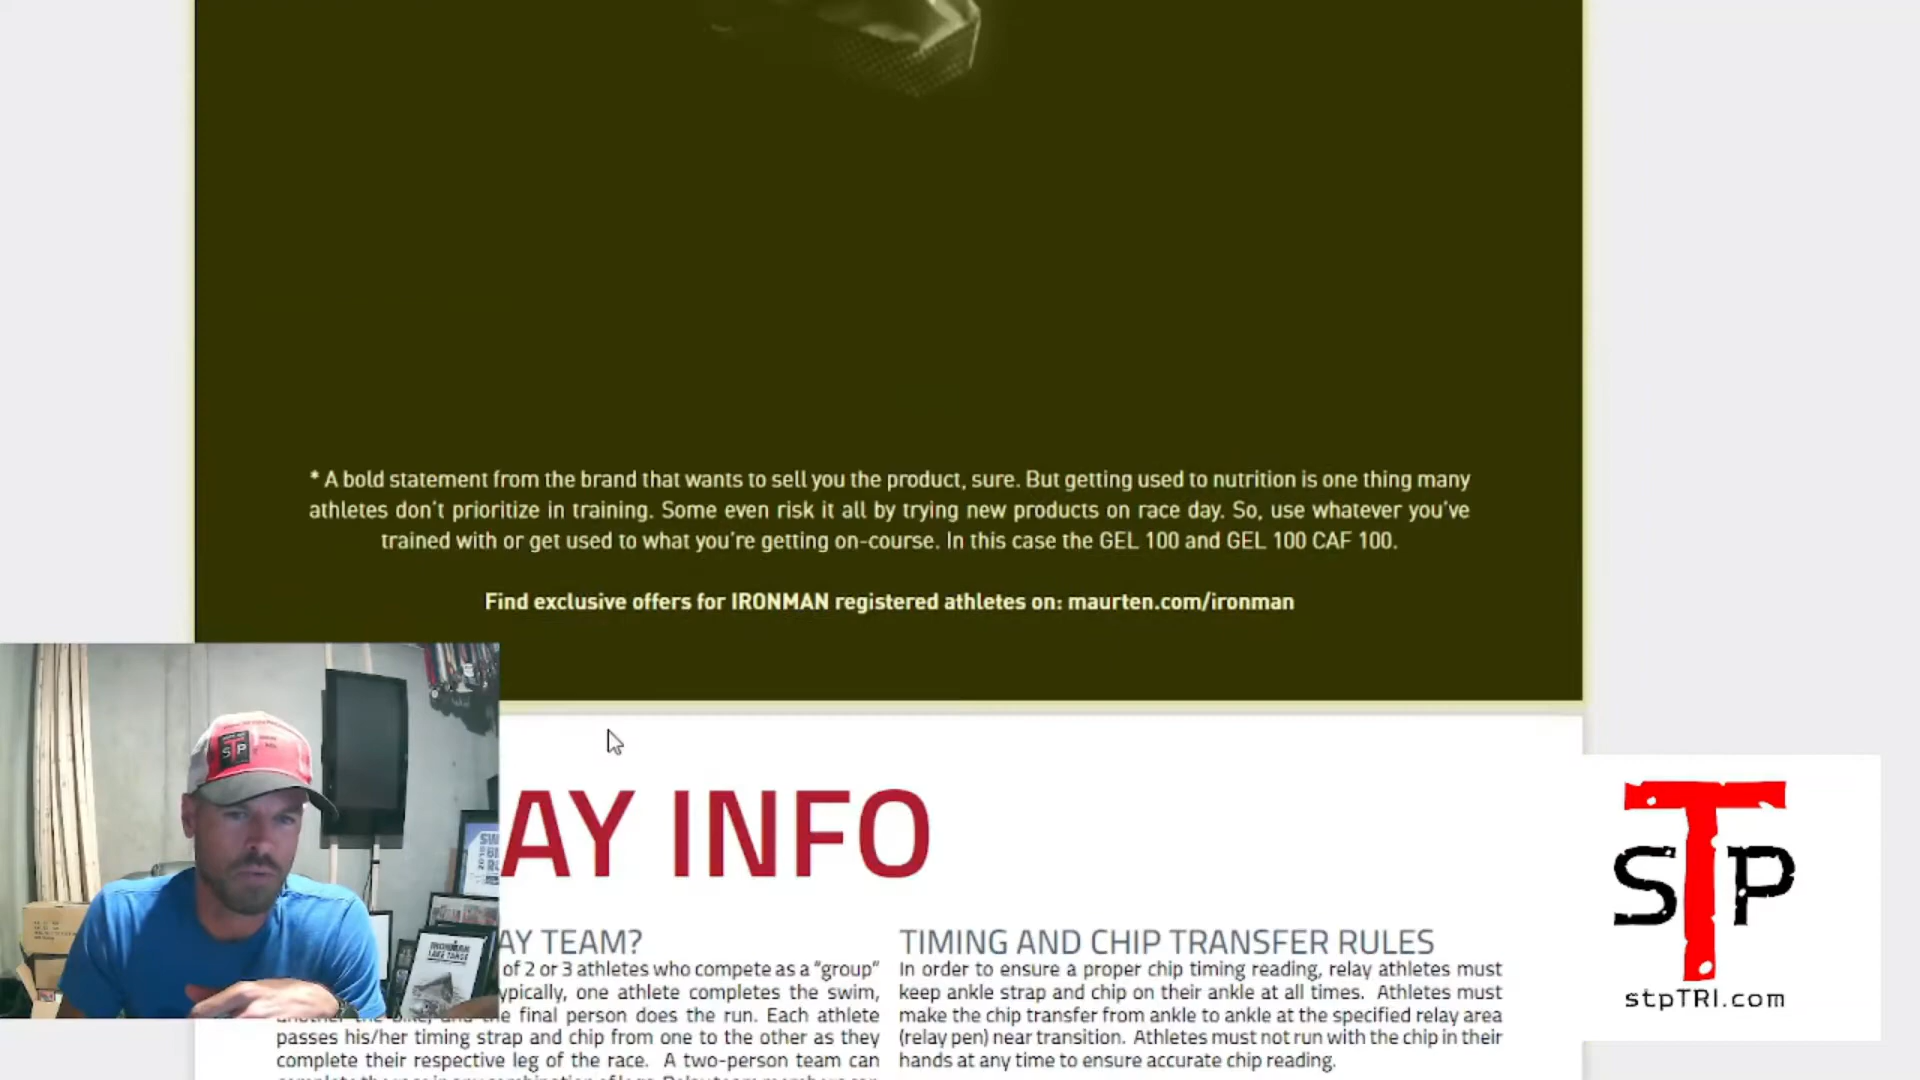 * A bold statement from the brand that wants to sell you the product, sure. But getting used to nutrition is one thing many
athletes don't prioritize in training. Some even risk it all by trying new products on race day. So, use whatever you've
trained with or get used to what you're getting on-course. In this case the GEL 100 and GEL 100 CAF 100.
Find exclusive offers for IRONMAN registered athletes on: maurten.com/ironman
AY INFO
AY TEAM?
of 2 or 3 athletes who compete as a "group"
ypically, one athlete completes the swim,
final person does the run. Each athlete
passes his/her timing strap and chip from one to the other as they
complete their respective leg of the race. A two-person team can
TIMING AND CHIP TRANSFER RULES
In order to ensure a proper chip timing reading, relay athletes must
keep ankle strap and chip on their ankle at all times. Athletes must
make the chip transfer from ankle to ankle at the specified relay area
(relay pen) near transition. Athletes must not run with the chip in their
hands at any time to ensure accurate chip reading.
STP
IRONMAN
LAKE TAHOE
STP
stpTRI.com